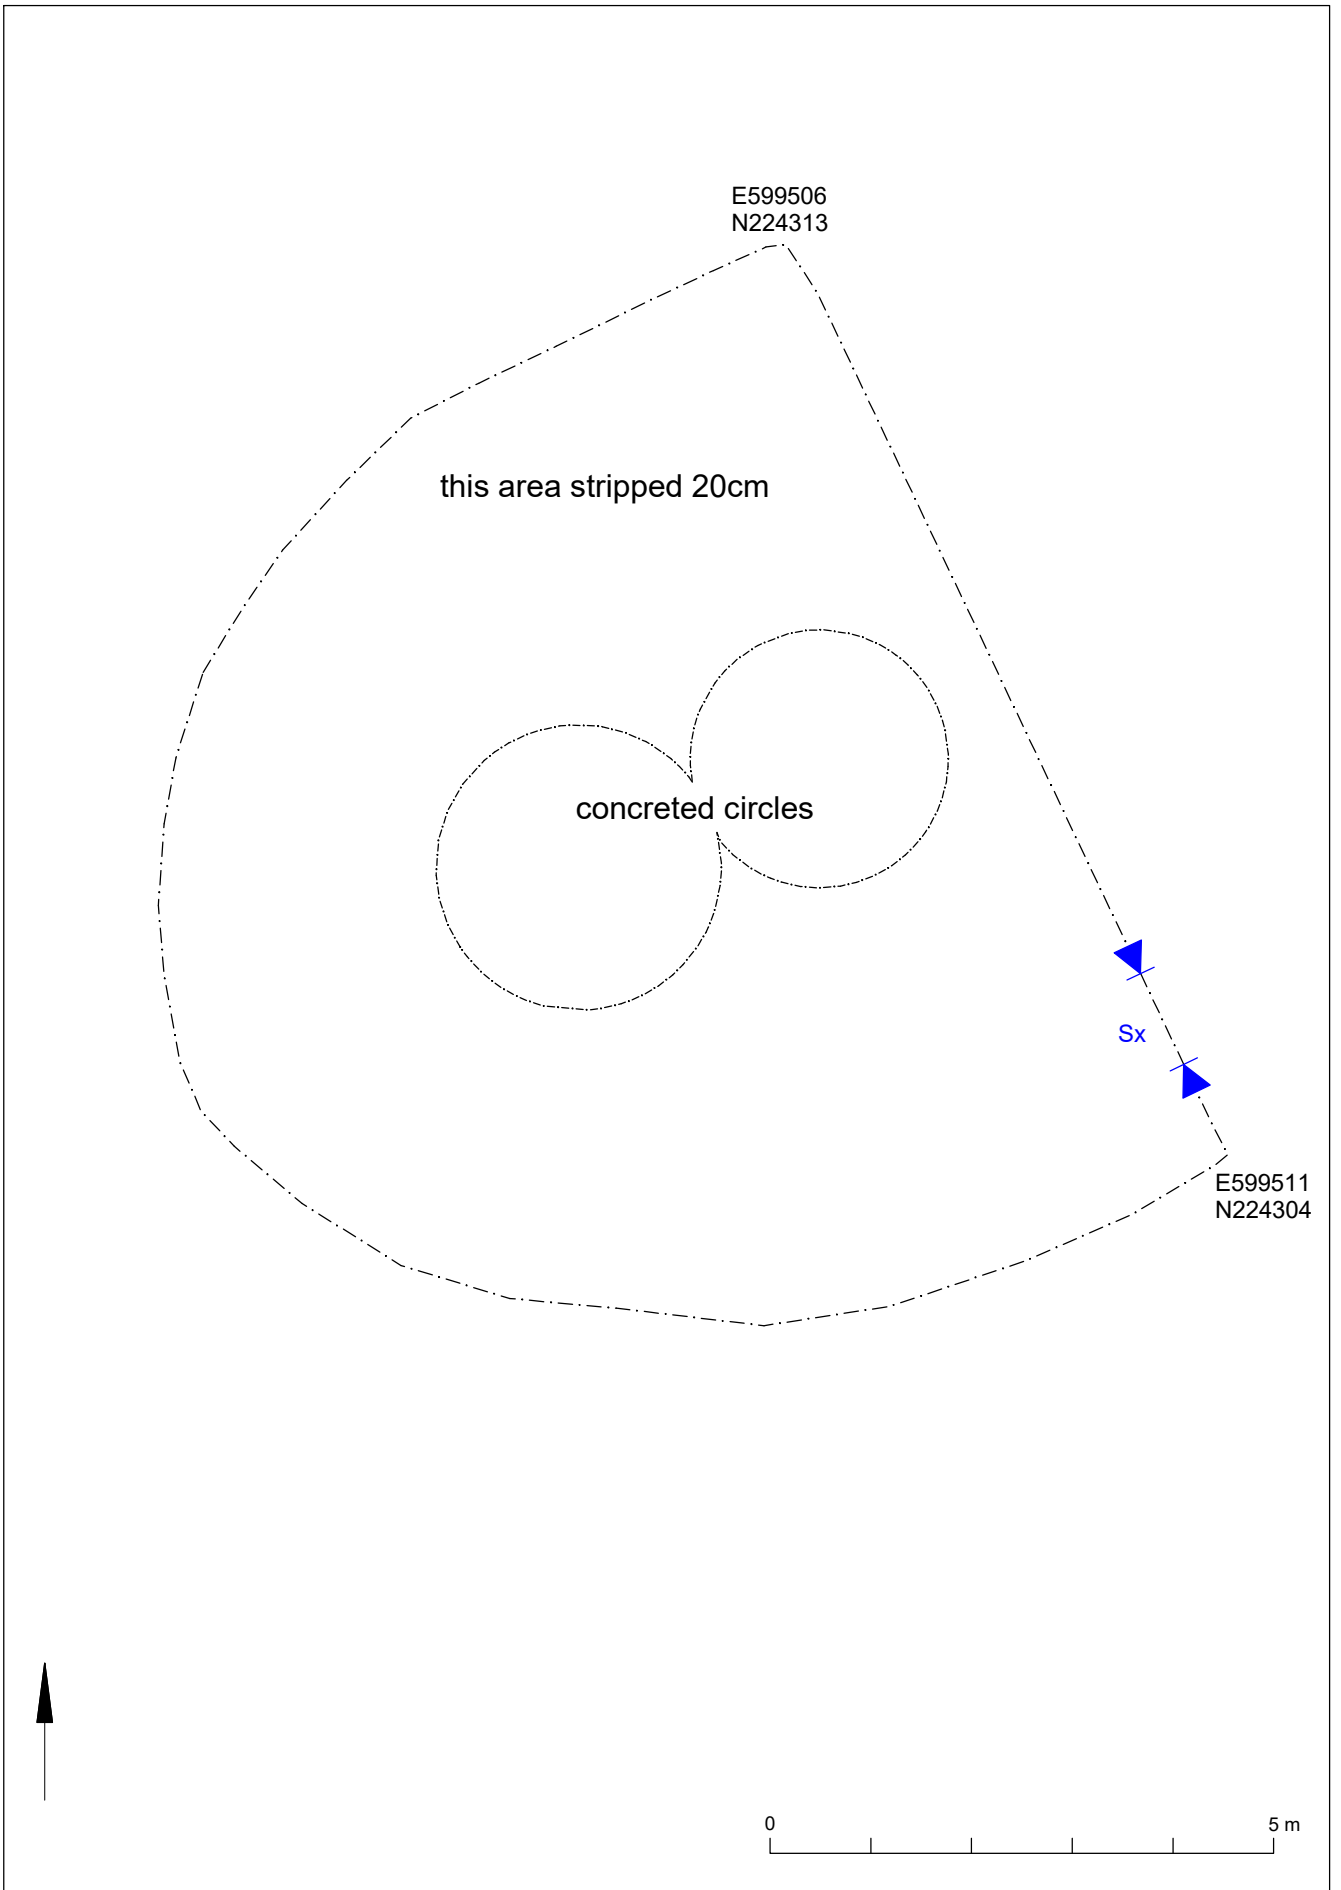 E599506
N224313
this area stripped 20cm
concreted circles
Sx
E599511
N224304
0
5 m